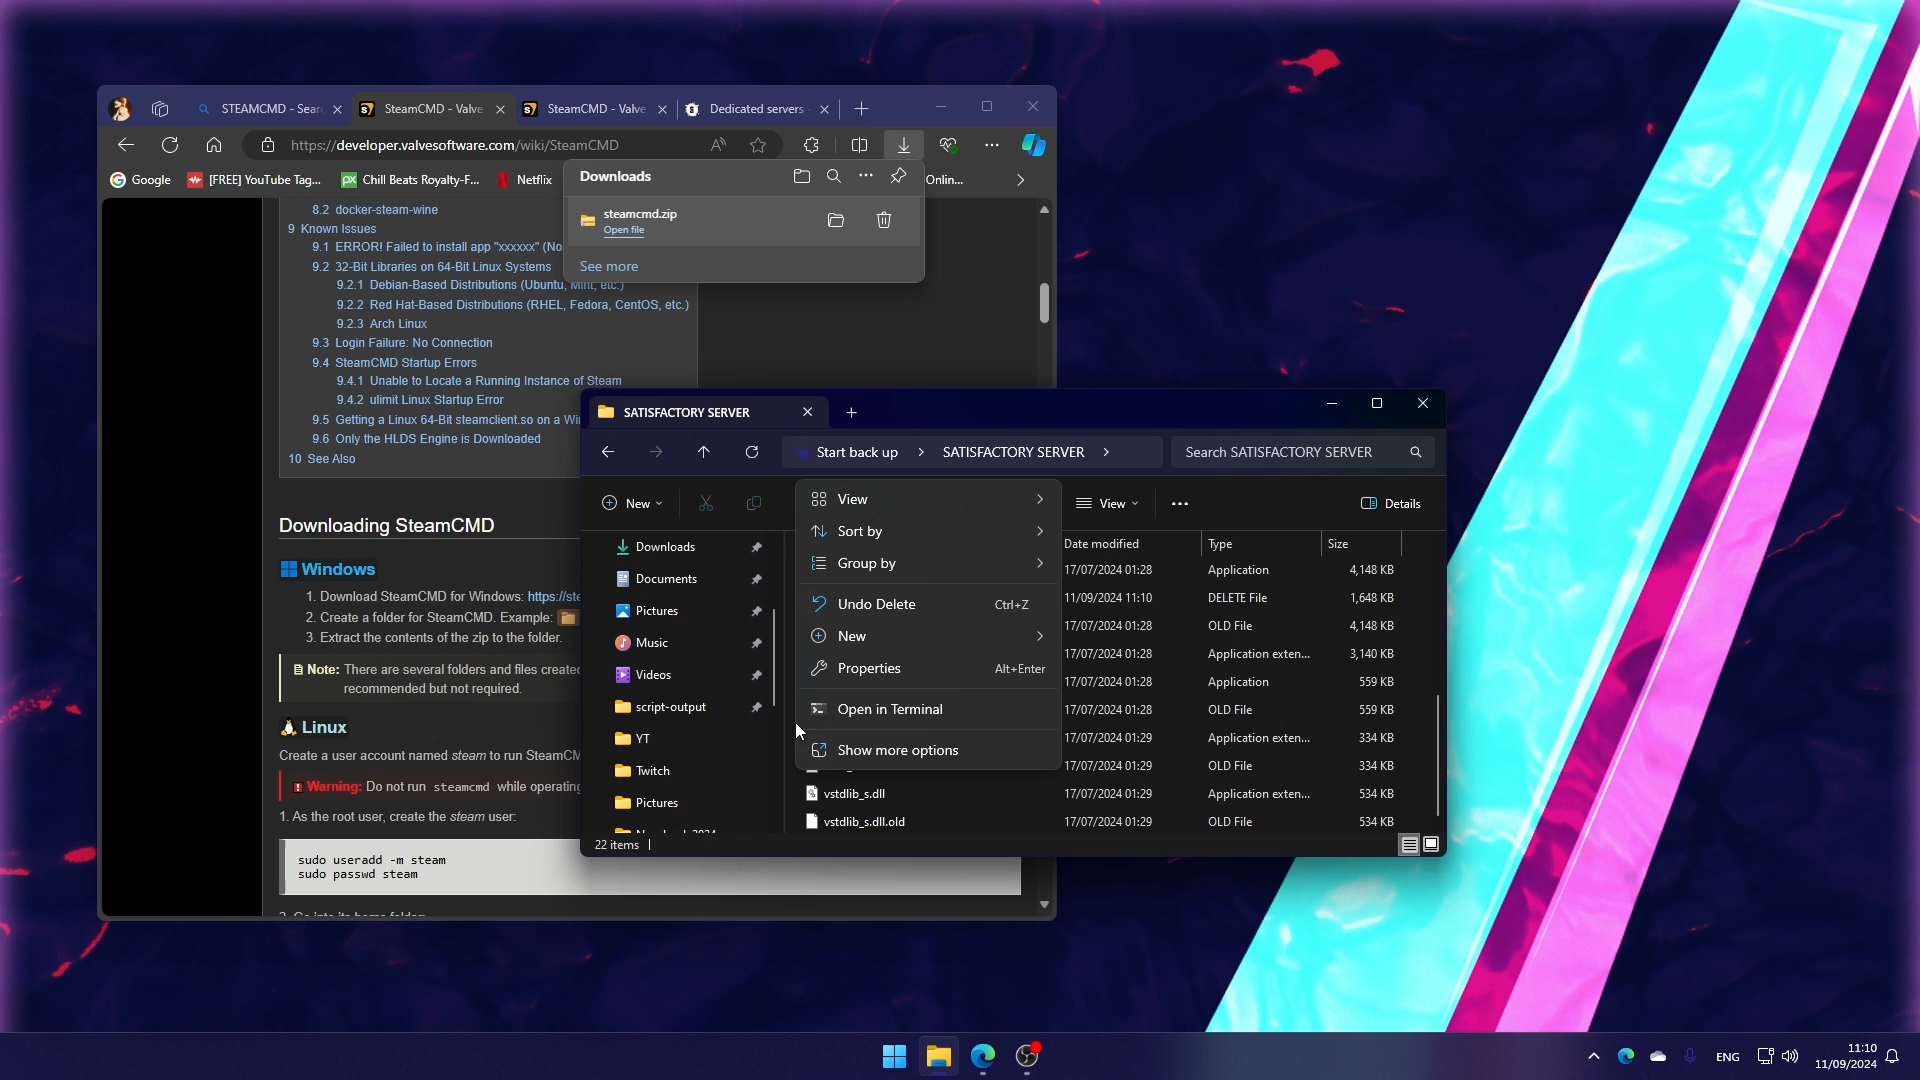 STEAMCMD - Sear
SteamCMD - Valve
SteamCMD - Valve
Dedicated servers
https://developer.valvesoftware.com/wiki/SteamCMD
Google
[FREE] YouTube Tag...
Chill Beats Royalty-F...
Netflix
Onlin...
Downloads
steamcmd.zip
Open file
See more
8.2 docker-steam-wine
9 Known Issues
9.1 ERROR! Failed to install app "xxxxxx" (No
9.2 32-Bit Libraries on 64-Bit Linux Systems
9.2.1 Debian-Based Distributions (Ubuntu, Mint, etc.)
9.2.2 Red Hat-Based Distributions (RHEL, Fedora, CentOS, etc.)
9.2.3 Arch Linux
9.3 Login Failure: No Connection
9.4 SteamCMD Startup Errors
9.4.1 Unable to Locate a Running Instance of Steam
9.4.2 ulimit Linux Startup Error
9.5 Getting a Linux 64-Bit steamclient.so on a Wi
9.6 Only the HLDS Engine is Downloaded
10 See Also
Downloading SteamCMD
Windows
1. Download SteamCMD for Windows: https://ste
2. Create a folder for SteamCMD. Example:
3. Extract the contents of the zip to the folder.
Note: There are several folders and files created
recommended but not required.
Linux
Create a user account named steam to run SteamCM
Warning: Do not run steamcmd while operating
1. As the root user, create the steam user:
sudo useradd -m steam
sudo passwd steam
SATISFACTORY SERVER
Start back up > SATISFACTORY SERVER >
Search SATISFACTORY SERVER
New
View
Details
Downloads
Documents
Pictures
Music
Videos
script-output
YT
Twitch
Pictures
View
Sort by
Group by
Undo Delete Ctrl+Z
New
Properties Alt+Enter
Open in Terminal
Show more options
Date modified Type Size
17/07/2024 01:28 Application 4,148 KB
11/09/2024 11:10 DELETE File 1,648 KB
17/07/2024 01:28 OLD File 4,148 KB
17/07/2024 01:28 Application exten... 3,140 KB
17/07/2024 01:28 Application 559 KB
17/07/2024 01:28 OLD File 559 KB
17/07/2024 01:29 Application exten... 334 KB
17/07/2024 01:29 OLD File 334 KB
vstdlib_s.dll 17/07/2024 01:29 Application exten... 534 KB
vstdlib_s.dll.old 17/07/2024 01:29 OLD File 534 KB
22 items
ENG
11:10
11/09/2024